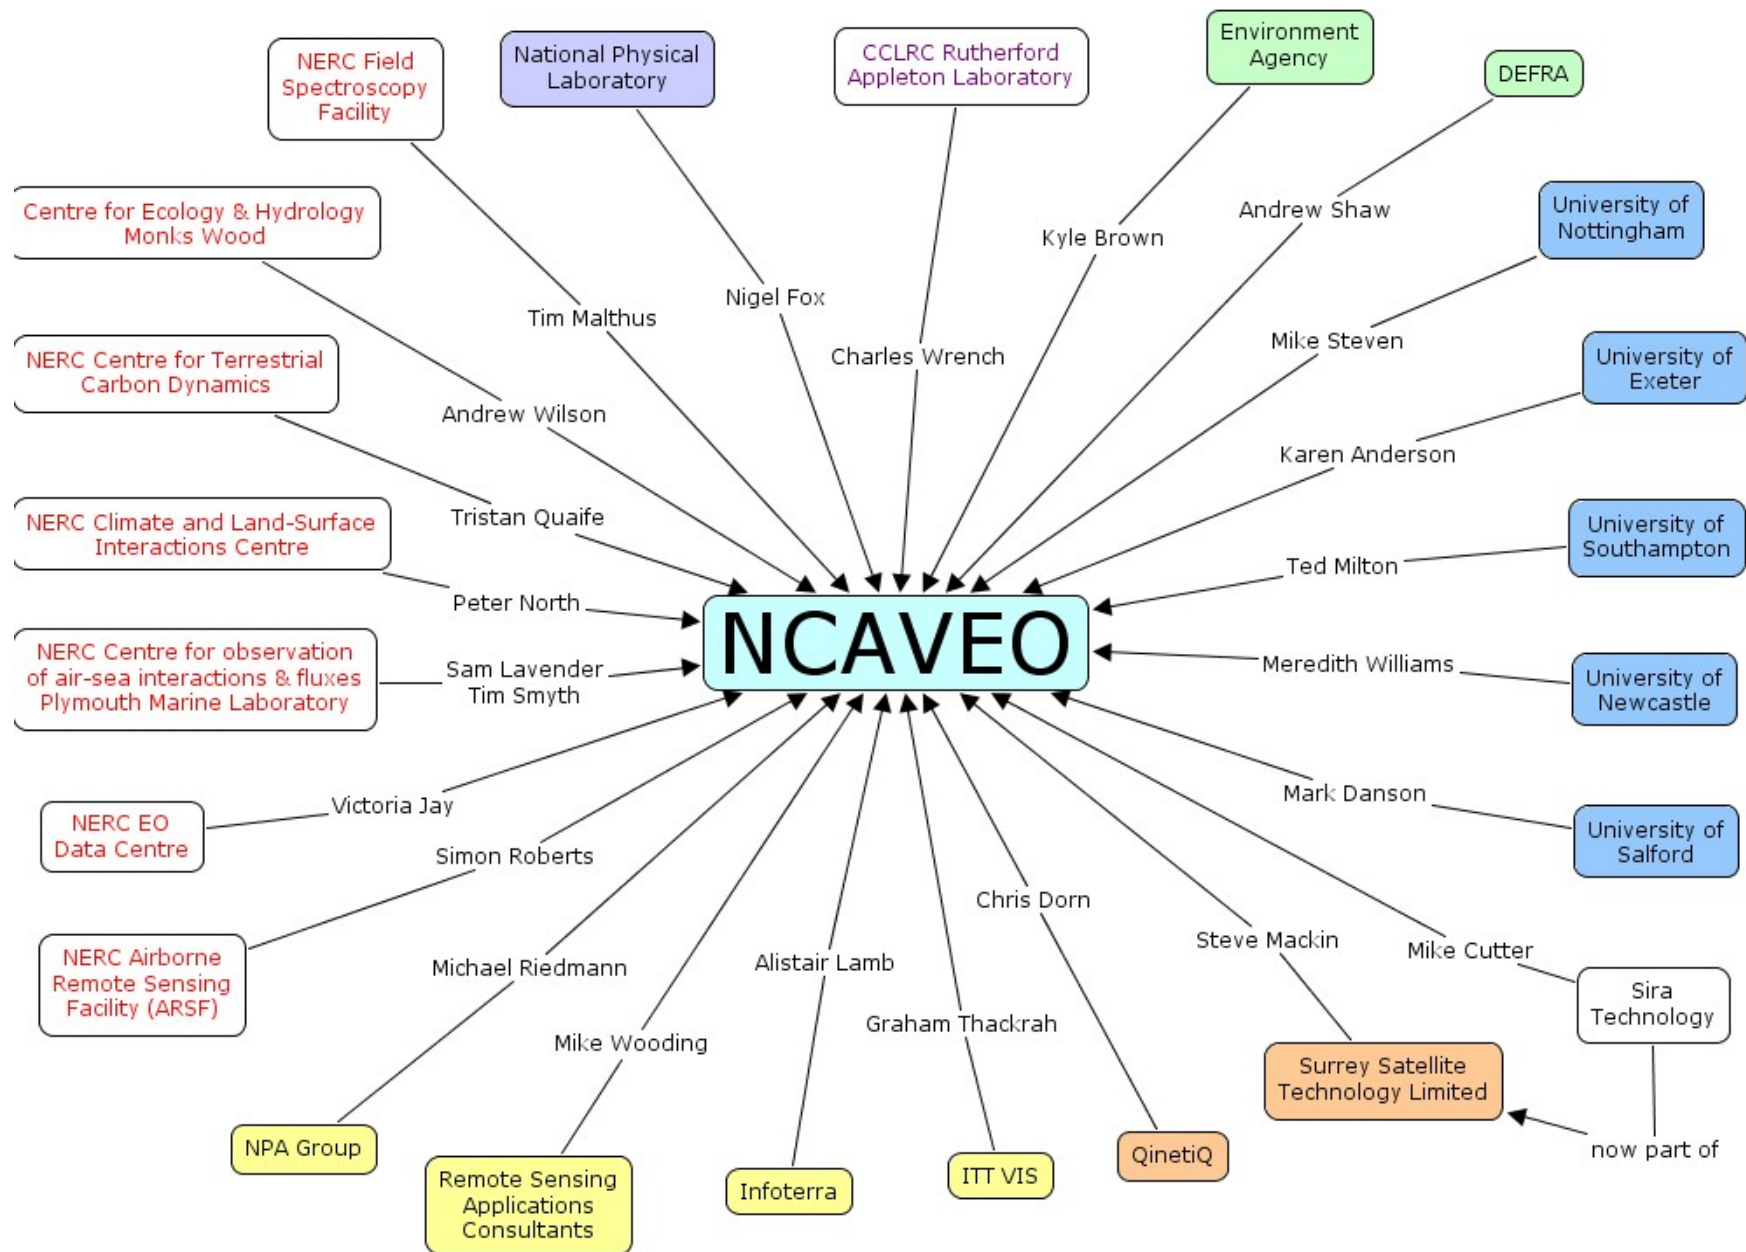 NERC Field
Spectroscopy
Facility
National Physical
Laboratory
CCLRC Rutherford
Appleton Laboratory
Environment
Agency
DEFRA
Centre for Ecology & Hydrology
Monks Wood
University of
Nottingham
Andrew Shaw
Kyle Brown
Nigel Fox
Tim Malthus
Charles Wrench
Mike Steven
NERC Centre for Terrestrial
Carbon Dynamics
University of
Exeter
Andrew Wilson
Karen Anderson
Tristan Quaife
NERC Climate and Land-Surface
Interactions Centre
University of
Southampton
Ted Milton
Peter North
NCAVEO
NERC Centre for observation
of air-sea interactions & fluxes
Plymouth Marine Laboratory
Sam Lavender
Tim Smyth
Meredith Williams
University of
Newcastle
Victoria Jay
Mark Danson
NERC EO
Data Centre
University of
Salford
Simon Roberts
Chris Dorn
Steve Mackin
Mike Cutter
NERC Airborne
Remote Sensing
Facility (ARSF)
Michael Riedmann
Alistair Lamb
Sira
Technology
Graham Thackrah
Mike Wooding
Surrey Satellite
Technology Limited
NPA Group
now part of
Remote Sensing
Applications
Consultants
Infoterra
ITT VIS
QinetiQ